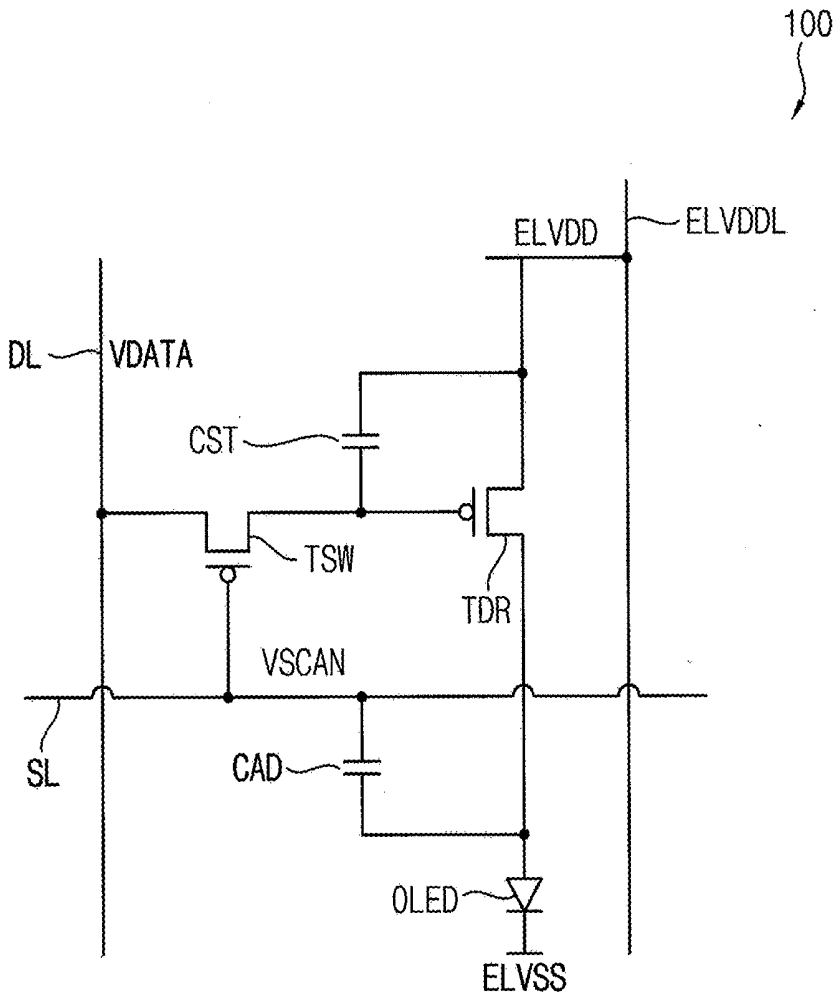 100
ELVDD
ELVDDL
DL
VDATA
CST
TSW
TDR
VSCAN
SL
CAD
OLED
ELVSS